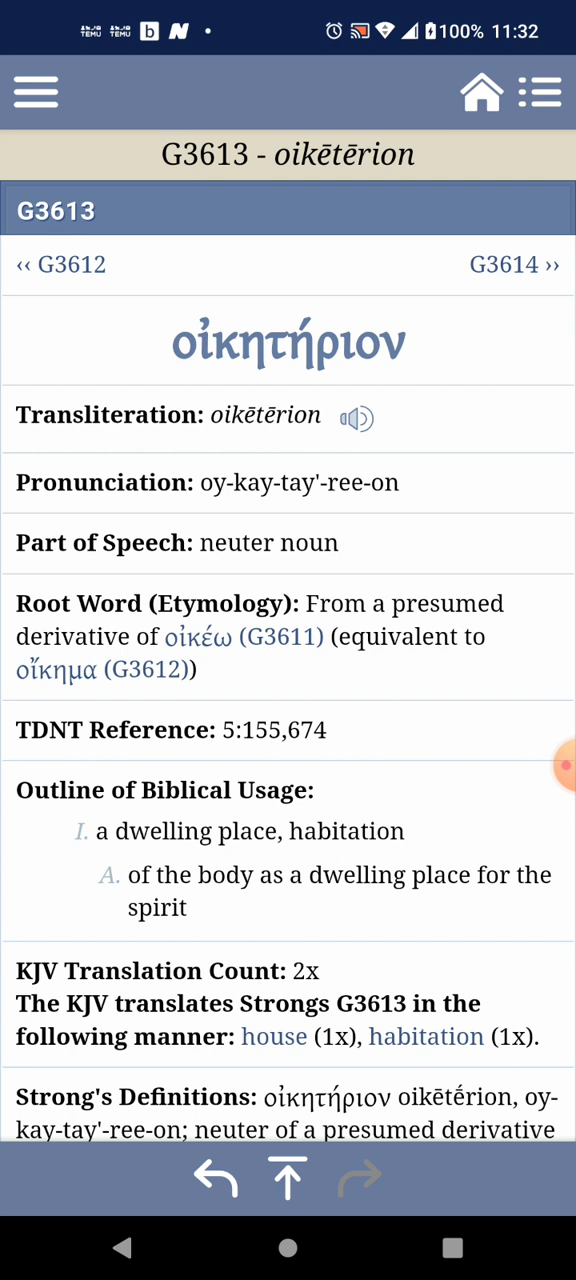 TEMU TEMU b N 100% 11:32
G3613 - oikētērion
G3613
‹‹ G3612 G3614 ››
οἰκητήριον
Transliteration: oikētērion
Pronunciation: oy-kay-tay'-ree-on
Part of Speech: neuter noun
Root Word (Etymology): From a presumed
derivative of οἰκέω (G3611) (equivalent to
οἴκημα (G3612))
TDNT Reference: 5:155,674
Outline of Biblical Usage:
I. a dwelling place, habitation
A. of the body as a dwelling place for the
spirit
KJV Translation Count: 2x
The KJV translates Strongs G3613 in the
following manner: house (1x), habitation (1x).
Strong's Definitions: οἰκητήριον oikētḗrion, oy-
kay-tay'-ree-on; neuter of a presumed derivative